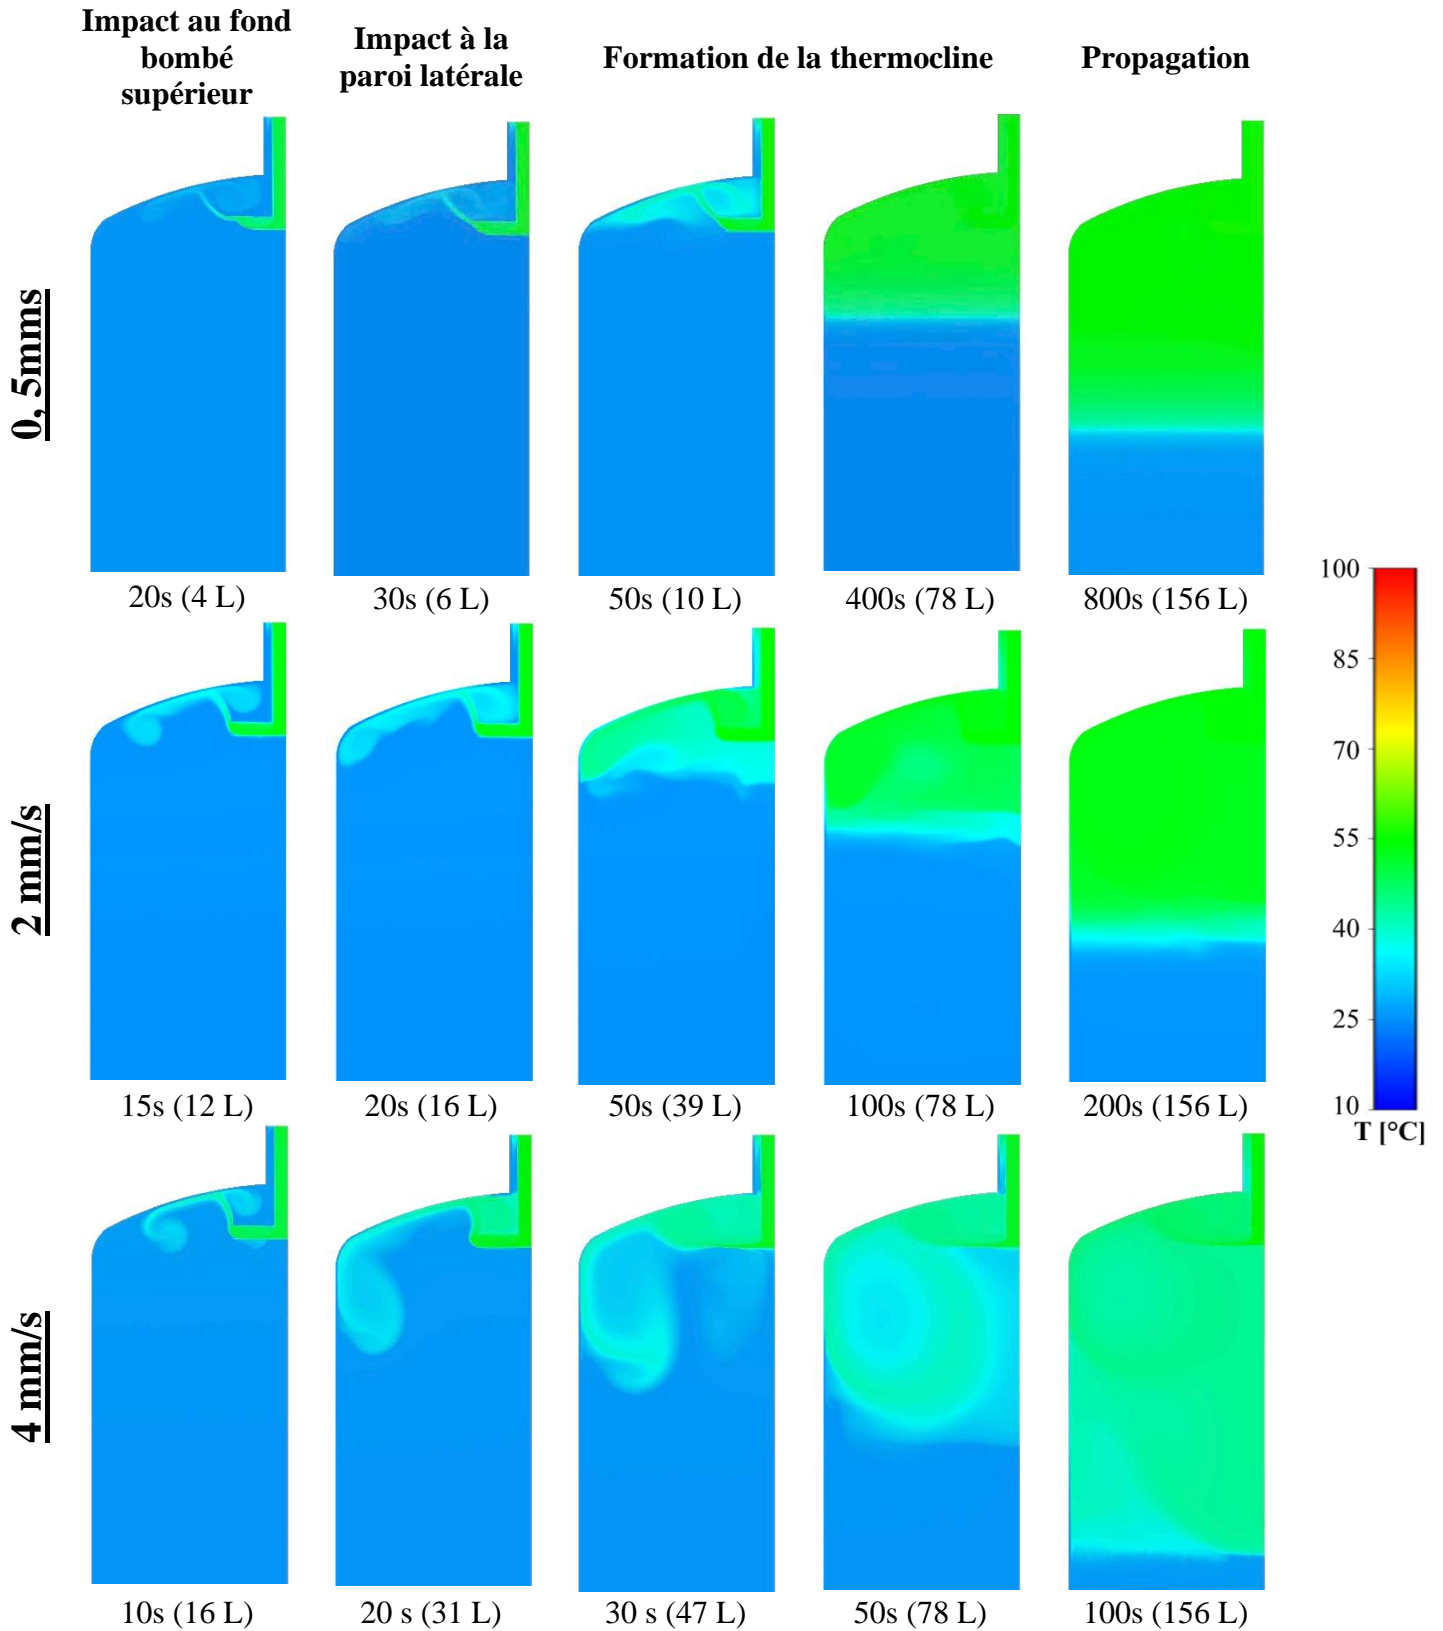 Impact au fond
bombé
supérieur
Impact à la
paroi latérale
Formation de la thermocline
Propagation
0, 5mms
20s (4 L)
30s (6 L)
50s (10 L)
400s (78 L)
800s (156 L)
2 mm/s
15s (12 L)
20s (16 L)
50s (39 L)
100s (78 L)
200s (156 L)
4 mm/s
10s (16 L)
20 s (31 L)
30 s (47 L)
50s (78 L)
100s (156 L)
100
85
70
55
40
25
10
T [°C]